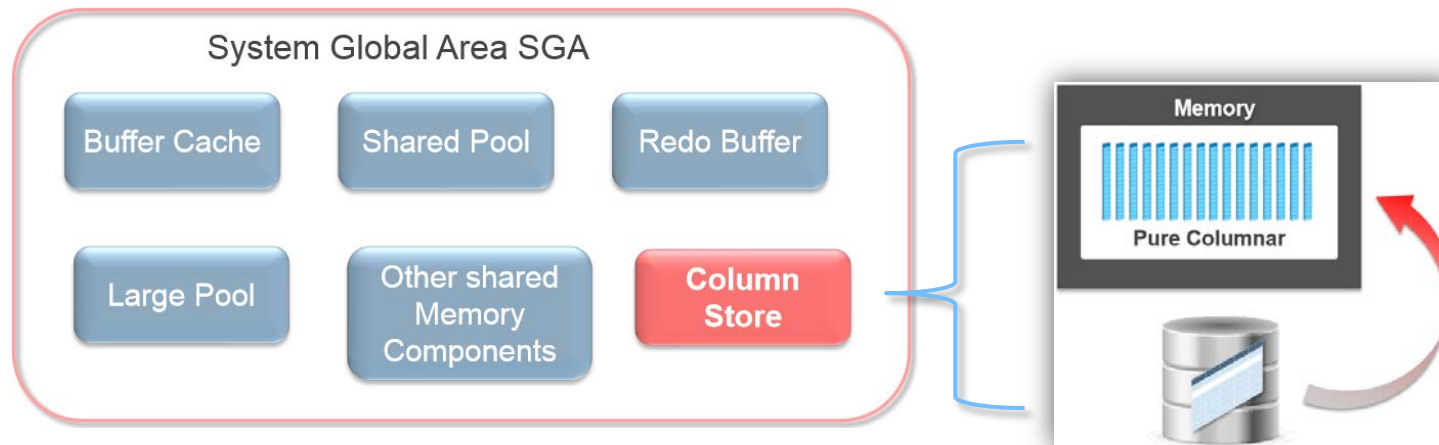 System Global Area SGA
Buffer Cache
Shared Pool
Redo Buffer
Large Pool
Other shared
Memory
Components
Column
Store
Memory
Pure Columnar